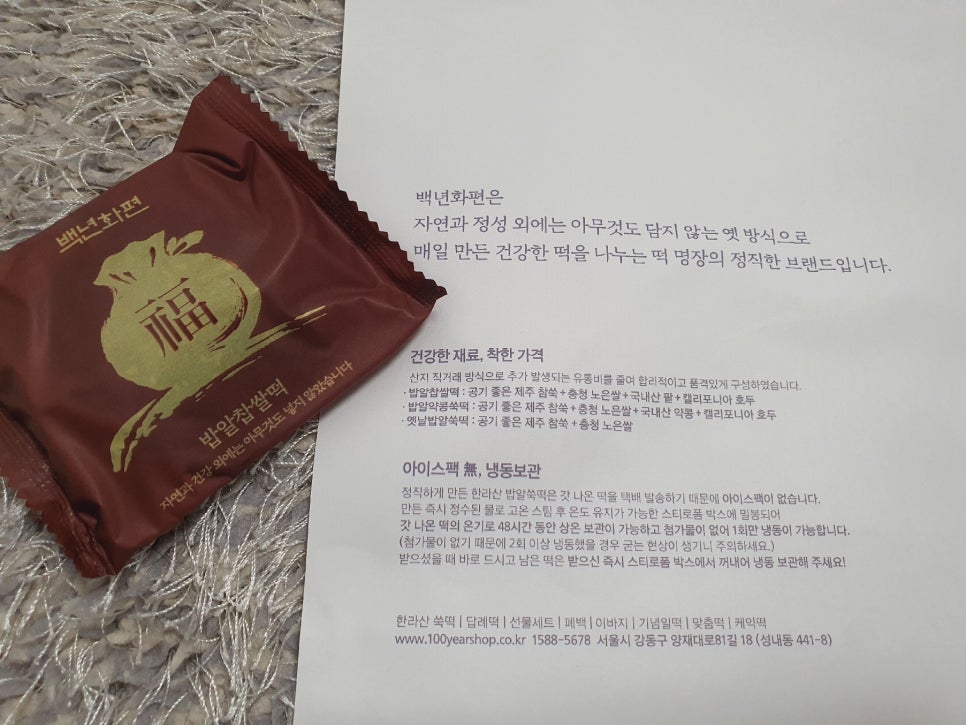 백년화편
福
밥알찹쌀떡
자연과 건강 외에는 아무것도 넣지 않았습니다
백년화편은
자연과 정성 외에는 아무것도 담지 않는 옛 방식으로
매일 만든 건강한 떡을 나누는 떡 명장의 정직한 브랜드입니다.
건강한 재료, 착한 가격
산지 직거래 방식으로 추가 발생되는 유통비를 줄여 합리적이고 품격있게 구성하였습니다.
· 밥알찹쌀떡 : 공기 좋은 제주 참쑥 + 충청 노은쌀 + 국내산 팥 + 캘리포니아 호두
· 밥알약콩쑥떡 : 공기 좋은 제주 참쑥 + 충청 노은쌀 + 국내산 약콩 + 캘리포니아 호두
· 옛날밥알쑥떡 : 공기 좋은 제주 참쑥 + 충청 노은쌀
아이스팩 無, 냉동보관
정직하게 만든 한라산 밥알쑥떡은 갓 나온 떡을 택배 발송하기 때문에 아이스팩이 없습니다.
만든 즉시 정수된 물로 고온 스팀 후 온도 유지가 가능한 스티로폼 박스에 밀봉되어
갓 나온 떡의 온기로 48시간 동안 상온 보관이 가능하고 첨가물이 없어 1회만 냉동이 가능합니다.
(첨가물이 없기 때문에 2회 이상 냉동했을 경우 굳는 현상이 생기니 주의하세요.)
받으셨을 때 바로 드시고 남은 떡은 받으신 즉시 스티로폼 박스에서 꺼내어 냉동 보관해 주세요!
한라산 쑥떡 | 답례떡 | 선물세트 | 폐백 | 이바지 | 기념일떡 | 맞춤떡 | 케익떡
www.100yearshop.co.kr 1588-5678 서울시 강동구 양재대로81길 18 (성내동 441-8)